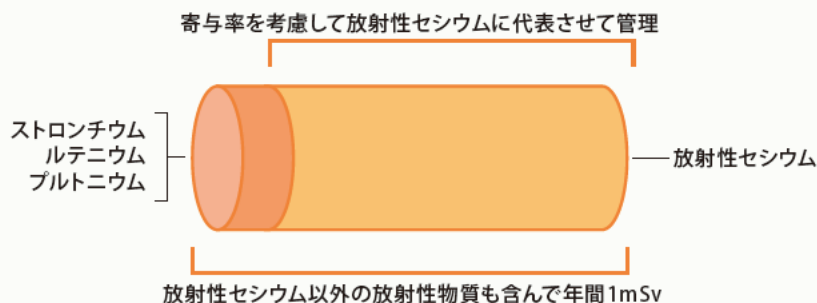 寄与率を考慮して放射性セシウムに代表させて管理
ストロンチウム
ルテニウム
プルトニウム
放射性セシウム
放射性セシウム以外の放射性物質も含んで年間1mSv